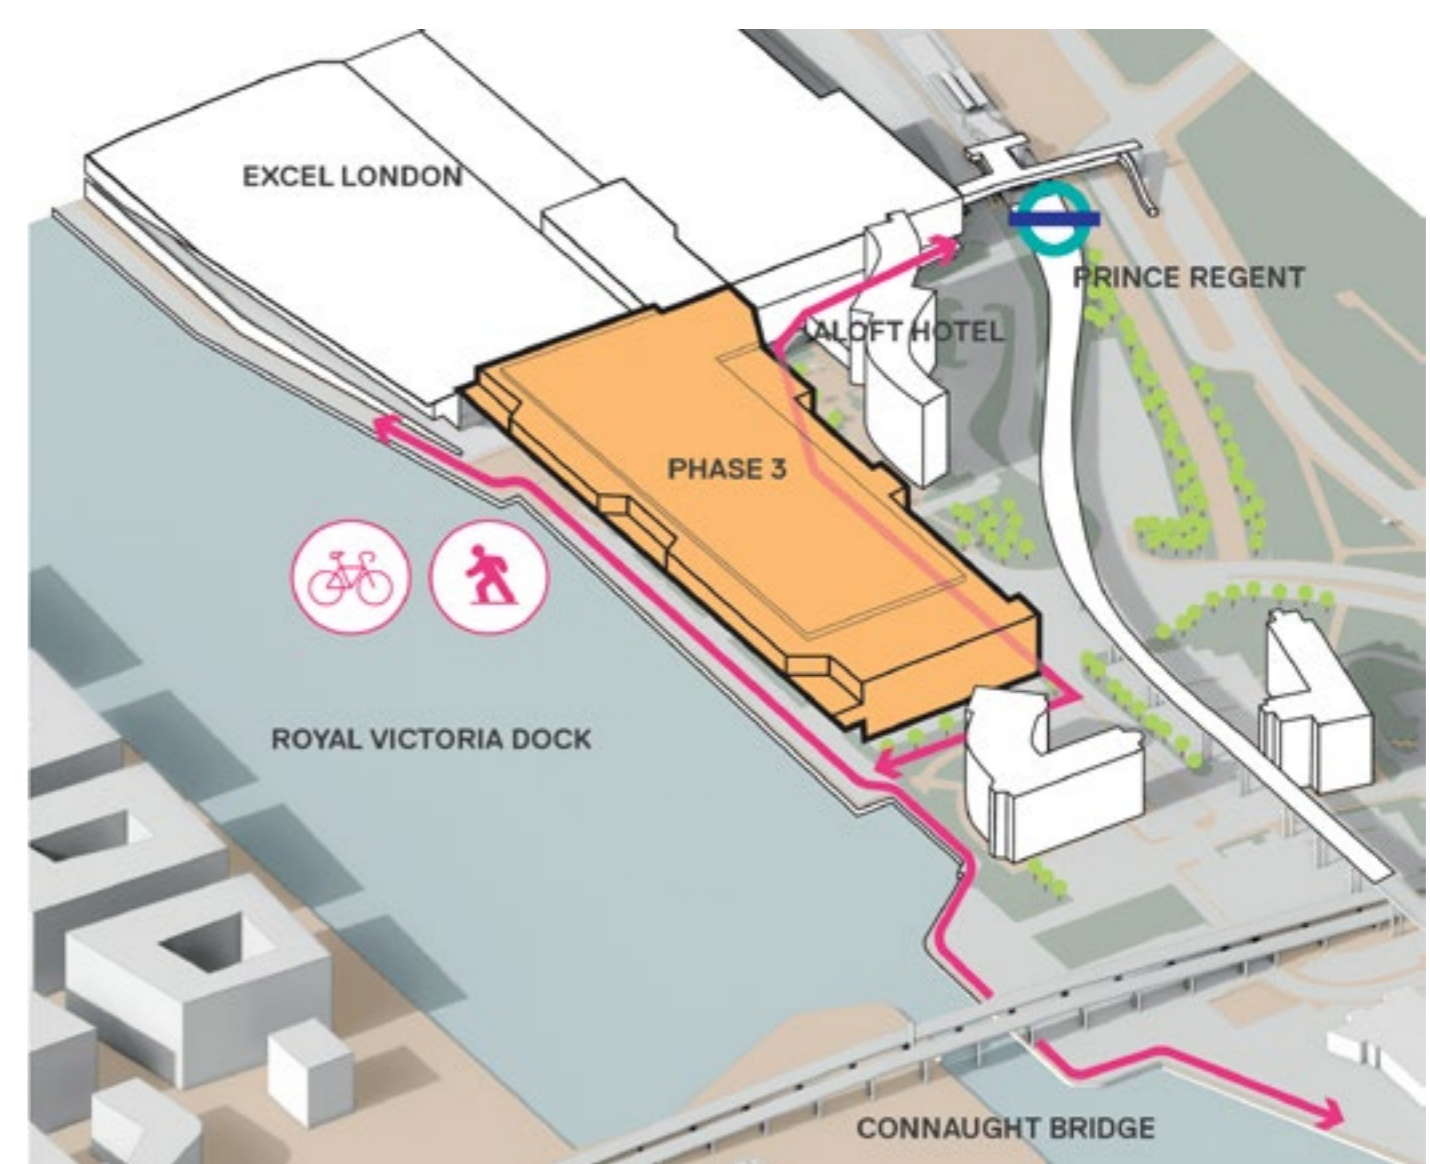 EXCEL LONDON
PRINCE REGENT
ALOFT HOTEL
PHASE 3
ROYAL VICTORIA DOCK
CONNAUGHT BRIDGE